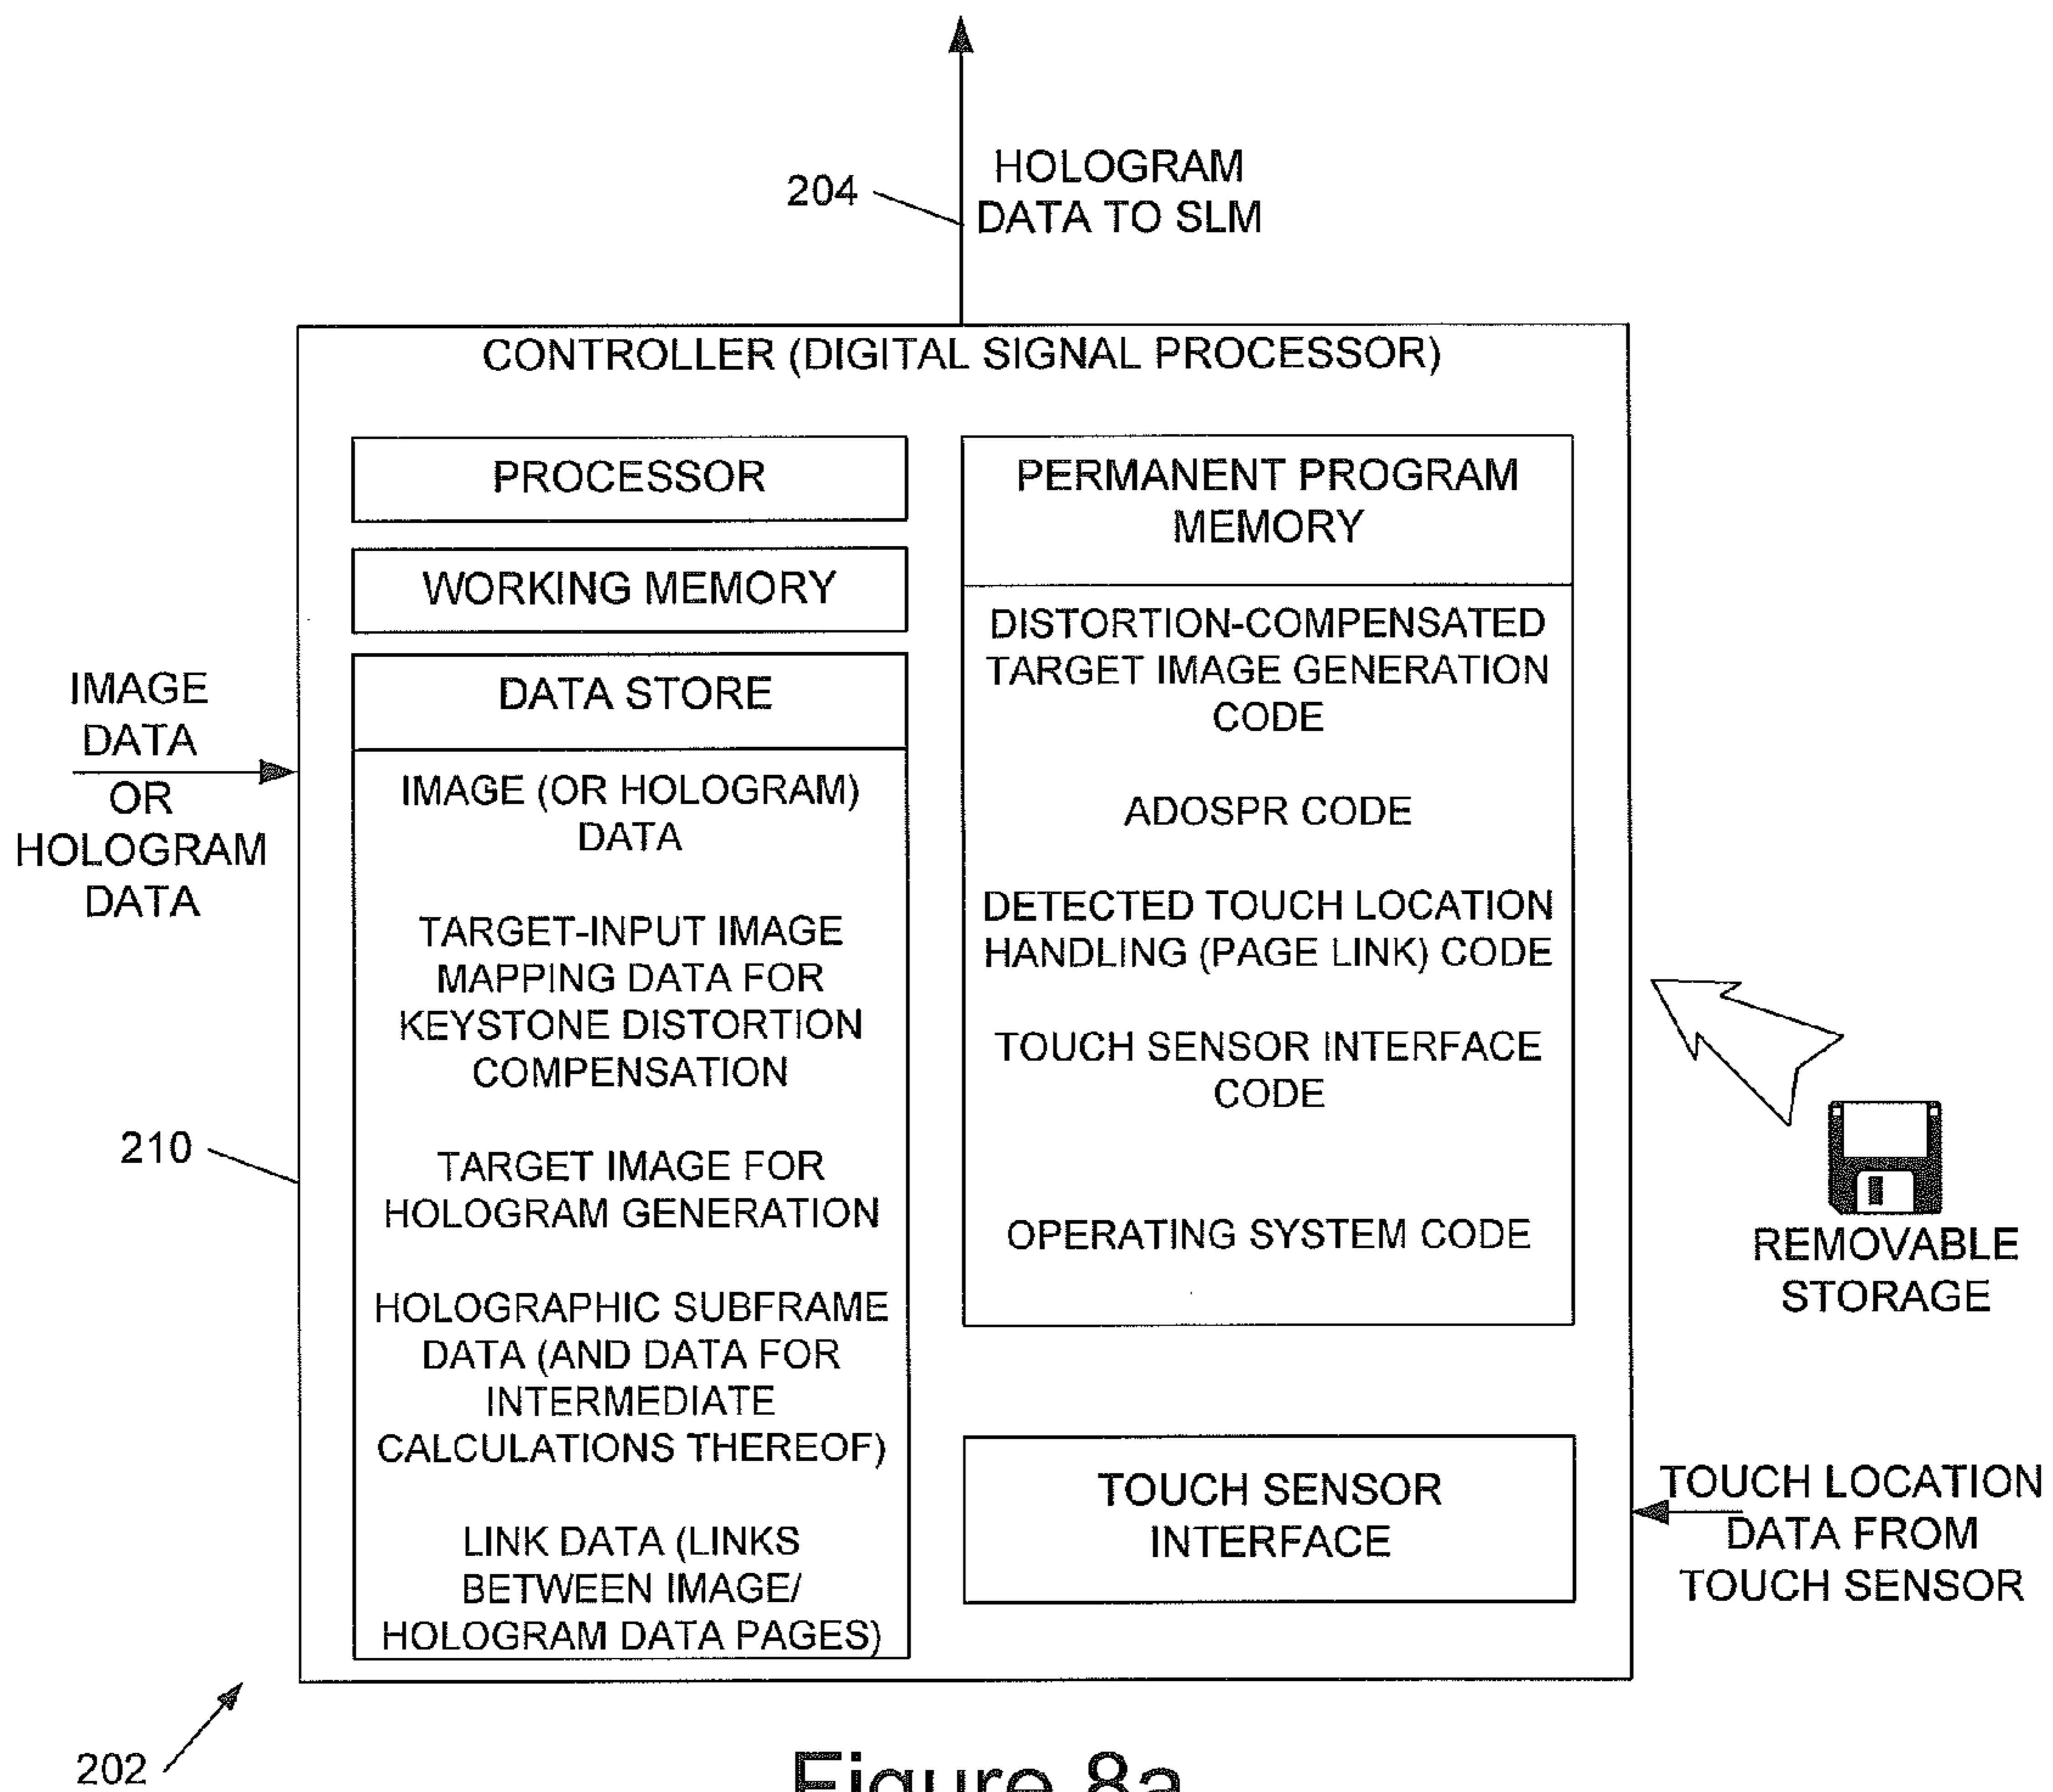 HOLOGRAM
DATA TO SLM
204
CONTROLLER (DIGITAL SIGNAL PROCESSOR)
PROCESSOR
WORKING MEMORY
DATA STORE
IMAGE (OR HOLOGRAM)
DATA
TARGET-INPUT IMAGE
MAPPING DATA FOR
KEYSTONE DISTORTION
COMPENSATION
TARGET IMAGE FOR
HOLOGRAM GENERATION
HOLOGRAPHIC SUBFRAME
DATA (AND DATA FOR
INTERMEDIATE
CALCULATIONS THEREOF)
LINK DATA (LINKS
BETWEEN IMAGE/
HOLOGRAM DATA PAGES)
PERMANENT PROGRAM
MEMORY
DISTORTION-COMPENSATED
TARGET IMAGE GENERATION
CODE
ADOSPR CODE
DETECTED TOUCH LOCATION
HANDLING (PAGE LINK) CODE
TOUCH SENSOR INTERFACE
CODE
OPERATING SYSTEM CODE
TOUCH SENSOR
INTERFACE
IMAGE
DATA
OR
HOLOGRAM
DATA
210
REMOVABLE
STORAGE
TOUCH LOCATION
DATA FROM
TOUCH SENSOR
202
Figure 8a